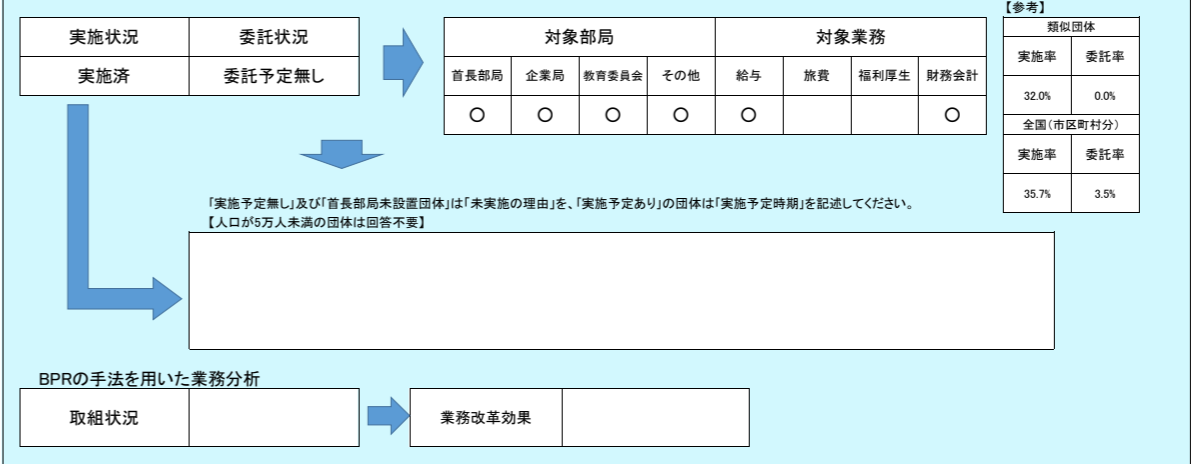 【参考】
実施状況 委託状況
実施済 委託予定無し
対象部局 対象業務
首長部局 企業局 教育委員会 その他 給与 旅費 福利厚生 財務会計
○ ○ ○ ○ ○ ○
類似団体
実施率 委託率
32.0% 0.0%
全国(市区町村分)
実施率 委託率
35.7% 3.5%
「実施予定無し」及び「首長部局未設置団体」は「未実施の理由」を、「実施予定あり」の団体は「実施予定時期」を記述してください。
【人口が5万人未満の団体は回答不要】
BPRの手法を用いた業務分析
取組状況 業務改革効果